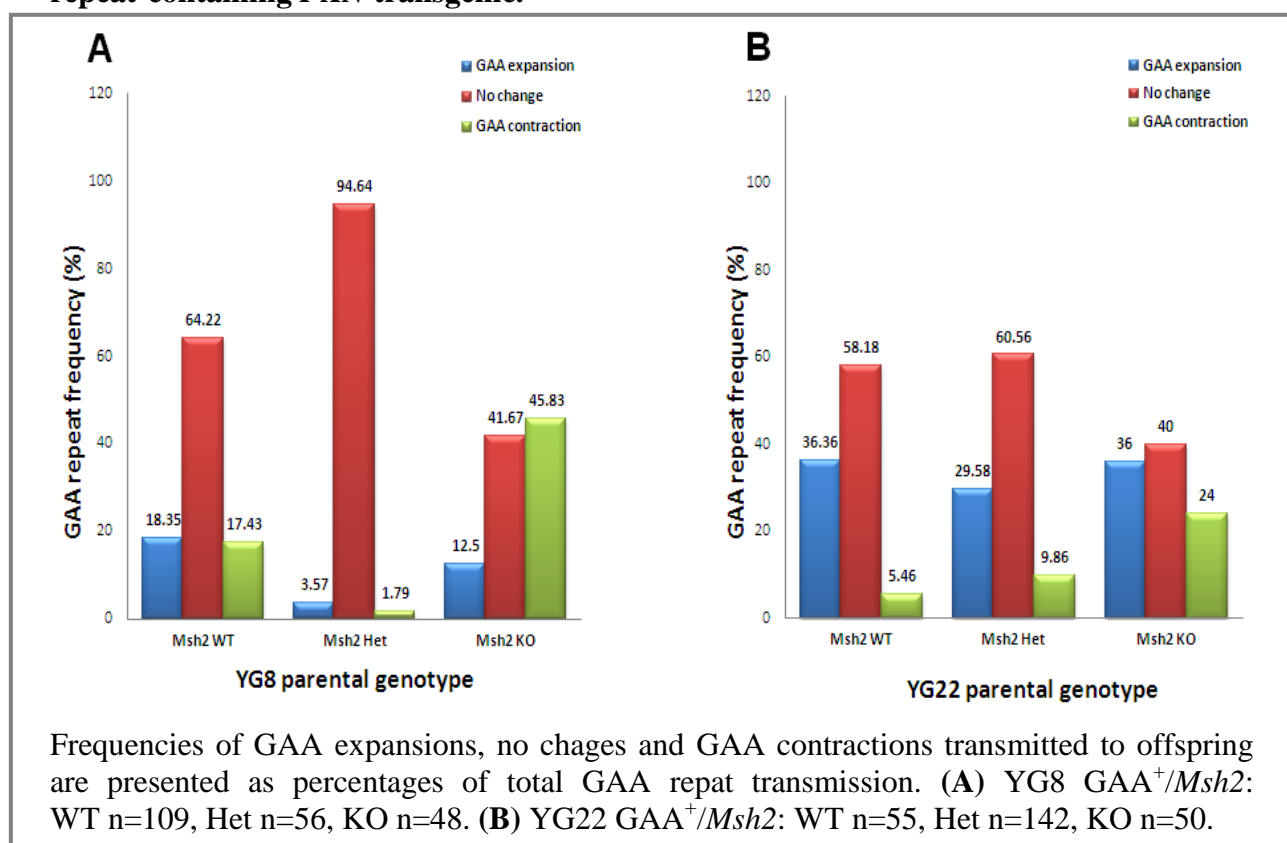 repeat-containing FXN transgene.
A
GAA expansion
No change
GAA contraction
120
100
80
60
40
20
0
GAA repeat frequency (%)
18.35
64.22
17.43
3.57
94.64
1.79
12.5
41.67
45.83
Msh2 WT
Msh2 Het
Msh2 KO
YG8 parental genotype
B
GAA expansion
No change
GAA contraction
120
100
80
60
40
20
0
GAA repeat frequency (%)
36.36
58.18
5.46
29.58
60.56
9.86
36
40
24
Msh2 WT
Msh2 Het
Msh2 KO
YG22 parental genotype
Frequencies of GAA expansions, no chages and GAA contractions transmitted to offspring
are presented as percentages of total GAA repat transmission. (A) YG8 GAA⁺/Msh2:
WT n=109, Het n=56, KO n=48. (B) YG22 GAA⁺/Msh2: WT n=55, Het n=142, KO n=50.